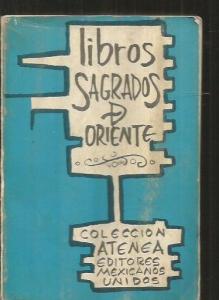 libros
SAGRADOS
D
ORIENTE
COLECCION
ATENEA
EDITORES
MEXICANOS
UNIDOS